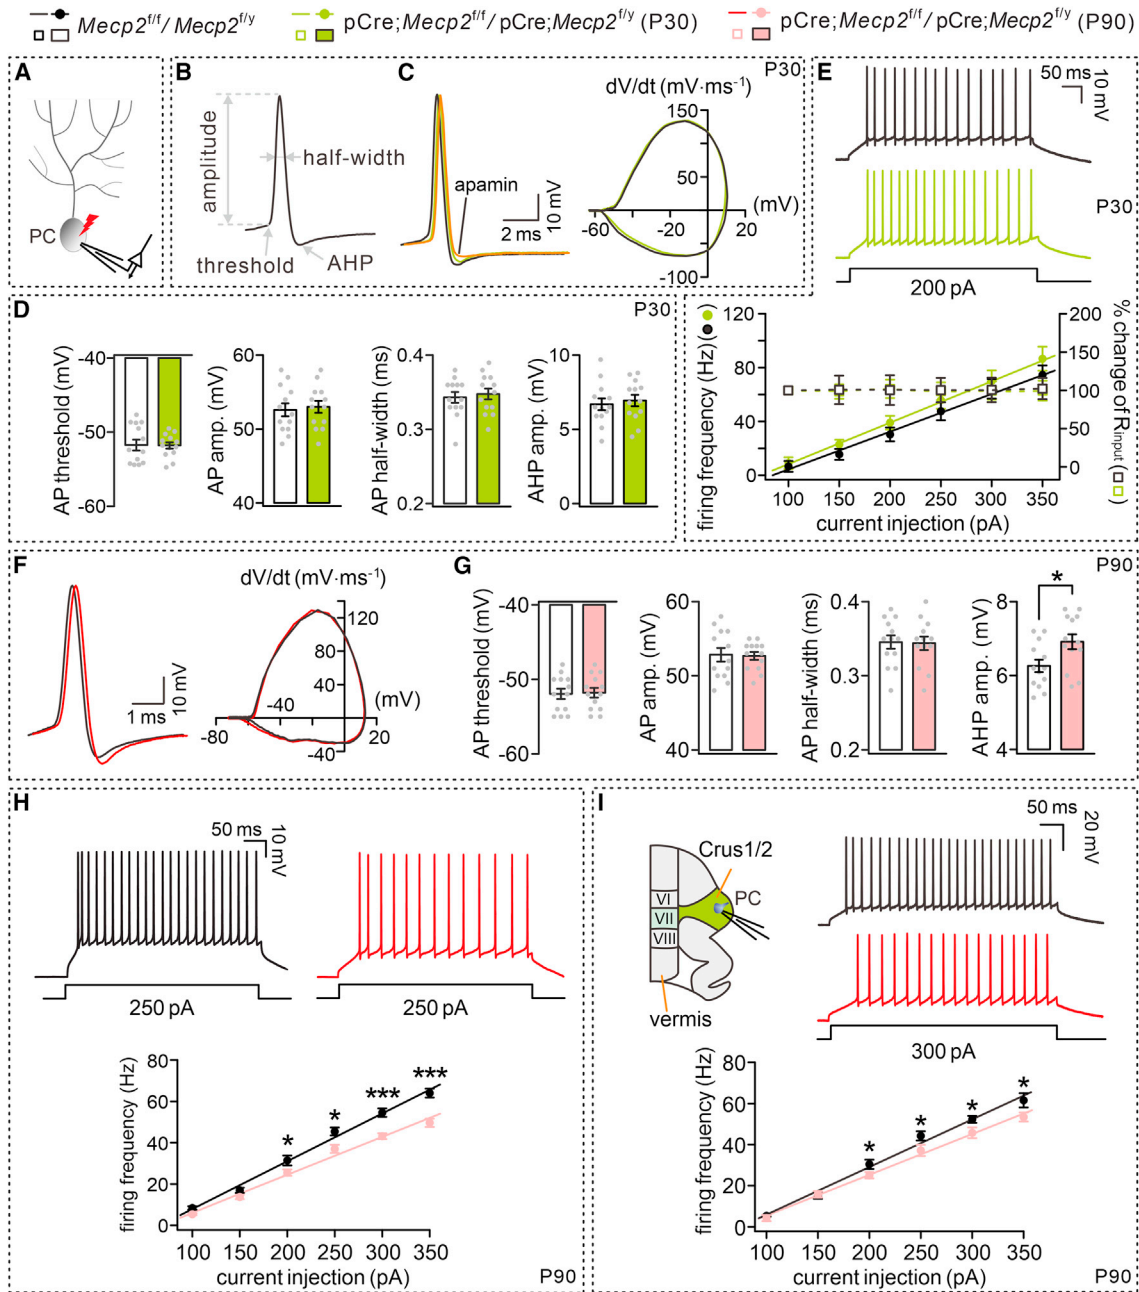 Mecp2f/f / Mecp2f/y
pCre;Mecp2f/f / pCre;Mecp2f/y (P30)
pCre;Mecp2f/f / pCre;Mecp2f/y (P90)
A
PC
B
amplitude
half-width
threshold
AHP
C
P30
apamin
10 mV
2 ms
dV/dt (mV·ms-1)
150
50
(mV)
-60
-20
20
-100
E
50 ms
10 mV
P30
200 pA
firing frequency (Hz) ( )
120
80
40
0
200
150
100
50
0
% change of Rinput ( )
100 150 200 250 300 350
current injection (pA)
D
P30
AP threshold (mV)
-40
-50
-60
AP amp. (mV)
60
50
40
AP half-width (ms)
0.4
0.3
0.2
AHP amp. (mV)
10
5
0
F
10 mV
1 ms
dV/dt (mV·ms-1)
120
80
40
-40
(mV)
-80
20
-40
G
P90
AP threshold (mV)
-40
-50
-60
AP amp. (mV)
60
50
40
AP half-width (ms)
0.4
0.3
0.2
AHP amp. (mV)
8
6
4
*
H
50 ms
10 mV
250 pA
250 pA
firing frequency (Hz)
80
60
40
20
0
* * *** ***
100 150 200 250 300 350
current injection (pA)
P90
I
Crus1/2
PC
VI
VII
VIII
vermis
50 ms
20 mV
300 pA
firing frequency (Hz)
80
60
40
20
0
* * * *
100 150 200 250 300 350
current injection (pA)
P90